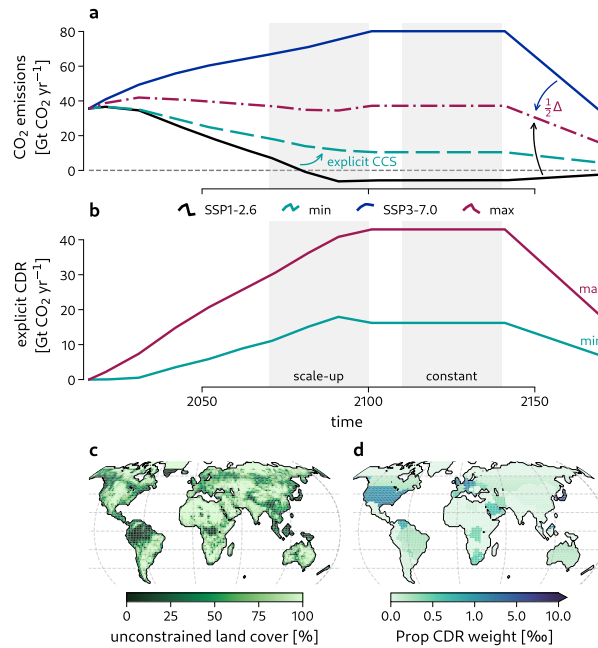 a
80
60
40
20
0
CO₂ emissions
[Gt CO₂ yr⁻¹]
½Δ
explicit CCS
SSP1-2.6
min
SSP3-7.0
max
b
40
30
20
10
0
explicit CDR
[Gt CO₂ yr⁻¹]
ma
min
scale-up
constant
2050
2100
2150
time
c
d
0
25
50
75
100
unconstrained land cover [%]
0.0
0.5
1.0
5.0
10.0
Prop CDR weight [‰]